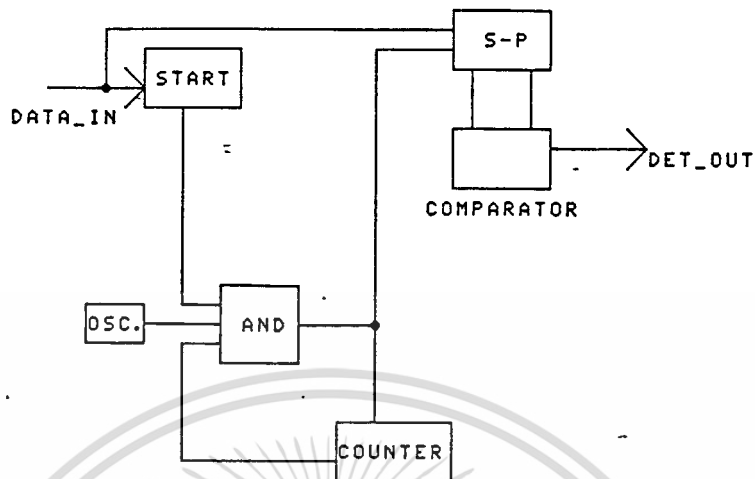 S-P
START
DATA_IN
DET_OUT
COMPARATOR
OSC.
AND
COUNTER